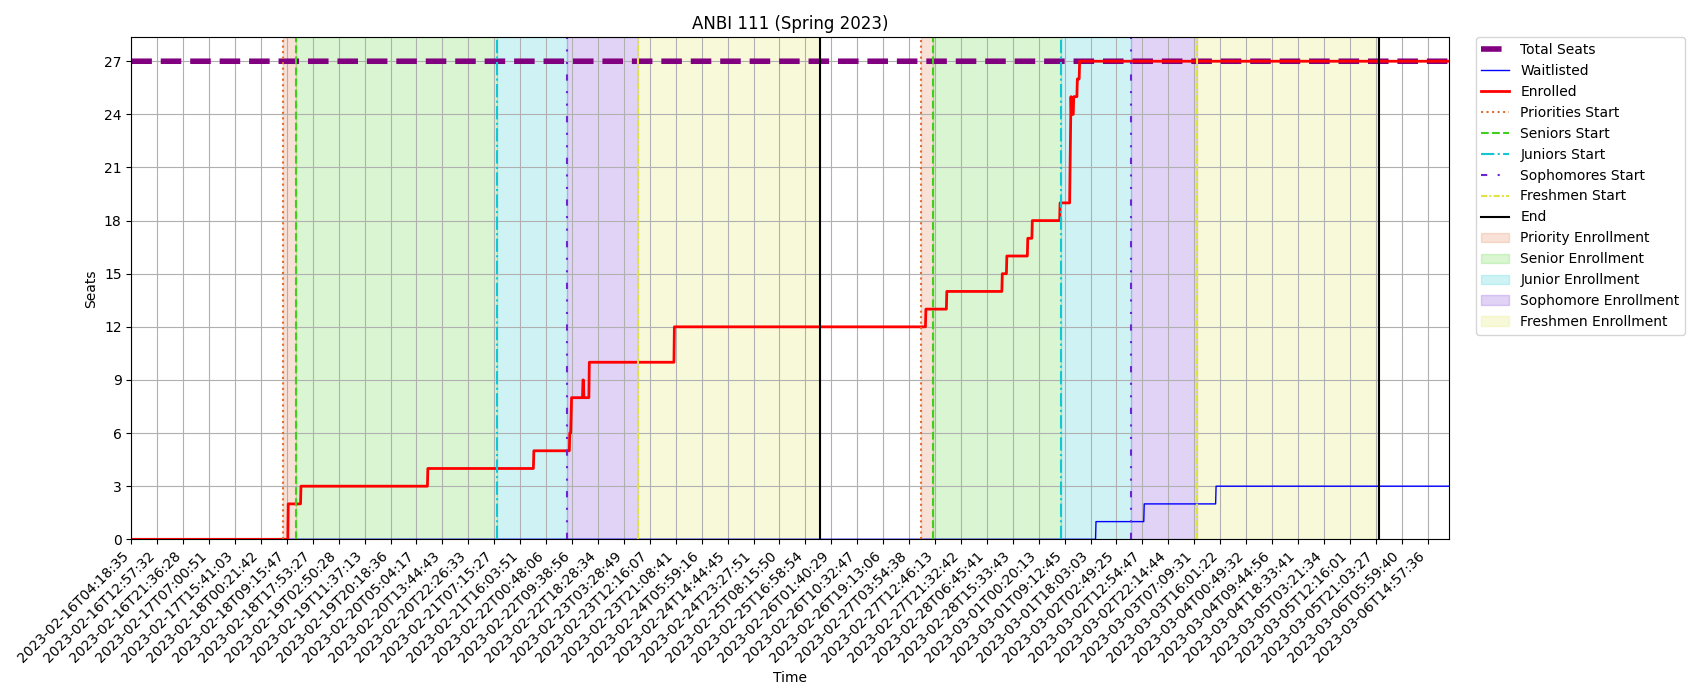 ANBI 111 (Spring 2023)
Seats
27
24
21
18
15
12
9
6
3
0
2023-02-16T04:18:35
2023-02-16T12:57:32
2023-02-16T21:36:28
2023-02-17T07:00:51
2023-02-17T15:41:03
2023-02-18T00:21:42
2023-02-18T09:15:47
2023-02-18T17:53:27
2023-02-19T02:50:28
2023-02-19T11:37:13
2023-02-19T20:18:36
2023-02-20T05:04:17
2023-02-20T13:44:43
2023-02-20T22:26:33
2023-02-21T07:15:27
2023-02-21T16:03:51
2023-02-22T00:48:06
2023-02-22T09:38:56
2023-02-22T18:28:34
2023-02-23T03:28:49
2023-02-23T12:16:07
2023-02-23T21:08:41
2023-02-24T05:59:16
2023-02-24T14:44:45
2023-02-24T23:27:51
2023-02-25T08:15:50
2023-02-25T16:58:54
2023-02-26T01:40:29
2023-02-26T10:32:47
2023-02-26T19:13:06
2023-02-27T03:54:38
2023-02-27T12:46:13
2023-02-27T21:32:42
2023-02-28T06:45:41
2023-02-28T15:33:43
2023-03-01T00:20:13
2023-03-01T09:12:45
2023-03-01T18:03:03
2023-03-02T02:49:25
2023-03-02T12:54:47
2023-03-02T22:14:44
2023-03-03T07:09:31
2023-03-03T16:01:22
2023-03-04T00:49:32
2023-03-04T09:44:56
2023-03-04T18:33:41
2023-03-05T03:21:34
2023-03-05T12:16:01
2023-03-05T21:03:27
2023-03-06T05:59:40
2023-03-06T14:57:36
Time
Total Seats
Waitlisted
Enrolled
Priorities Start
Seniors Start
Juniors Start
Sophomores Start
Freshmen Start
End
Priority Enrollment
Senior Enrollment
Junior Enrollment
Sophomore Enrollment
Freshmen Enrollment